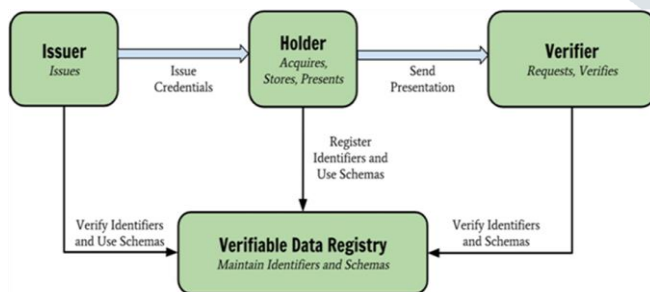 Issuer
Issues
Issue
Credentials
Holder
Acquires,
Stores, Presents
Send
Presentation
Verifier
Requests, Verifies
Register
Identifiers and
Use Schemas
Verify Identifiers
and Use Schemas
Verifiable Data Registry
Maintain Identifiers and Schemas
Verify Identifiers
and Schemas